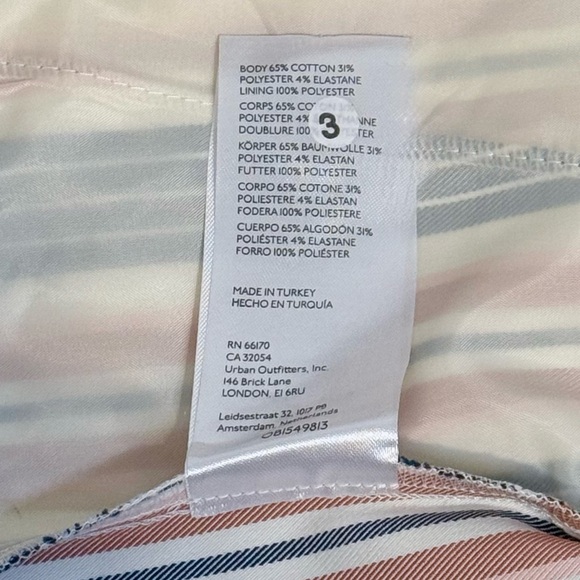 BODY 65% COTTON 31%
POLYESTER 4% ELASTANE
LINING 100% POLYESTER
CORPS 65% COTON 31%
POLYESTER 4%
DOUBLURE 100%
3
KÖRPER 65% BAUMWOLLE 31%
POLYESTER 4% ELASTAN
FUTTER 100% POLYESTER
CORPO 65% COTONE 31%
POLIESTERE 4% ELASTAN
FODERA 100% POLIESTERE
CUERPO 65% ALGODÓN 31%
POLIÉSTER 4% ELASTANE
FORRO 100% POLIÉSTER
MADE IN TURKEY
HECHO EN TURQUÍA
RN 66170
CA 32054
Urban Outfitters, Inc.
146 Brick Lane
LONDON, E1 6RU
Leidsestraat 32, 1017 PB
Amsterdam, Netherlands
OB1549813